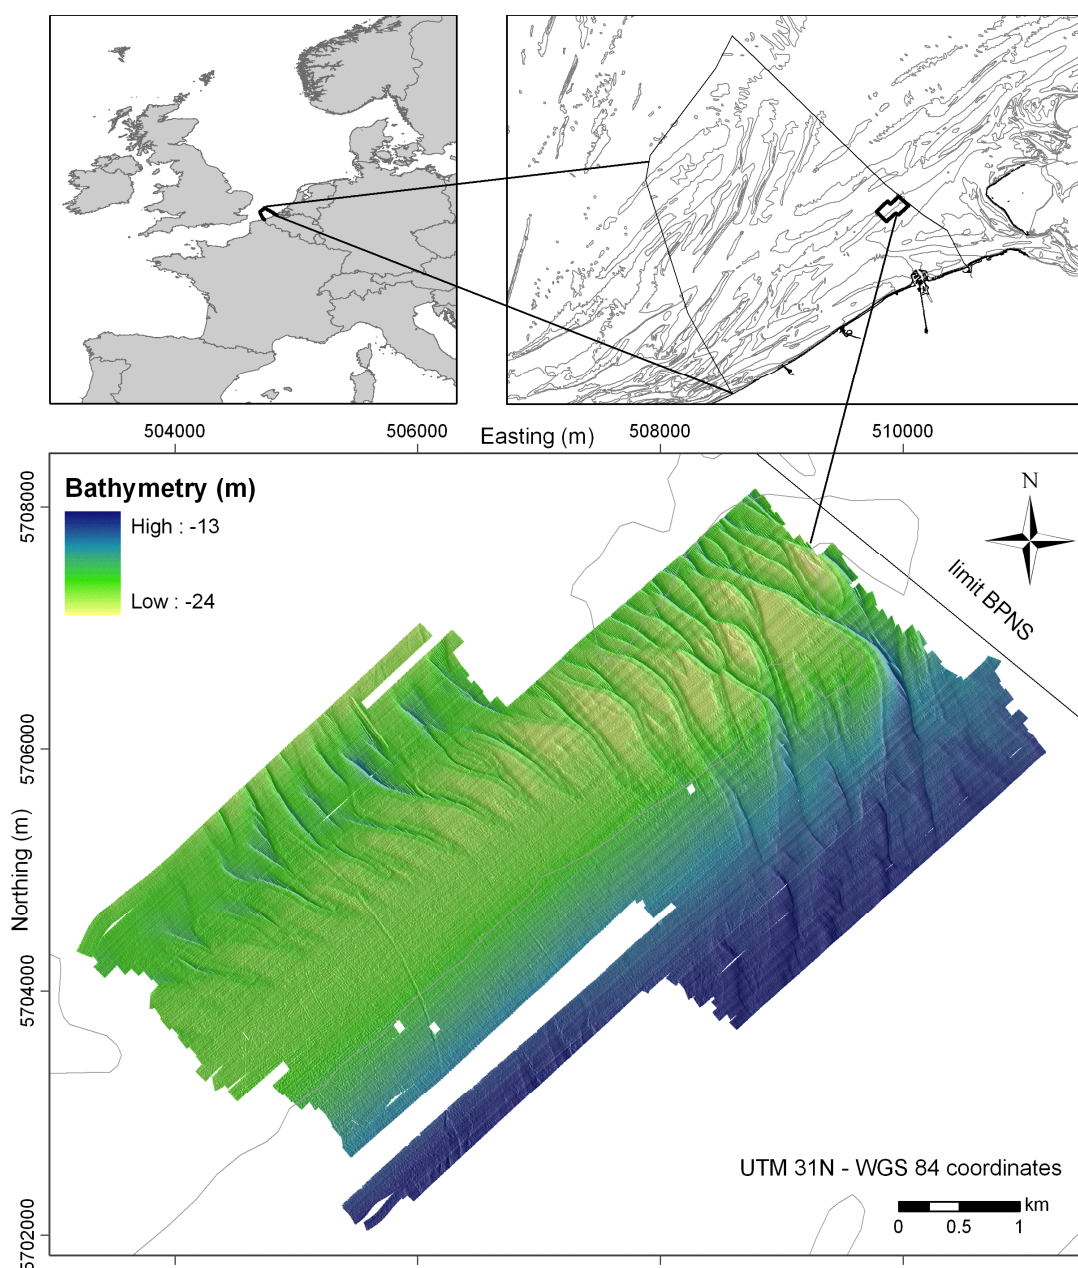 504000
506000
Easting (m)
508000
510000
Bathymetry (m)
High : -13
Low : -24
N
limit BPNS
5708000
5706000
Northing (m)
5704000
5702000
UTM 31N - WGS 84 coordinates
km
0 0.5 1